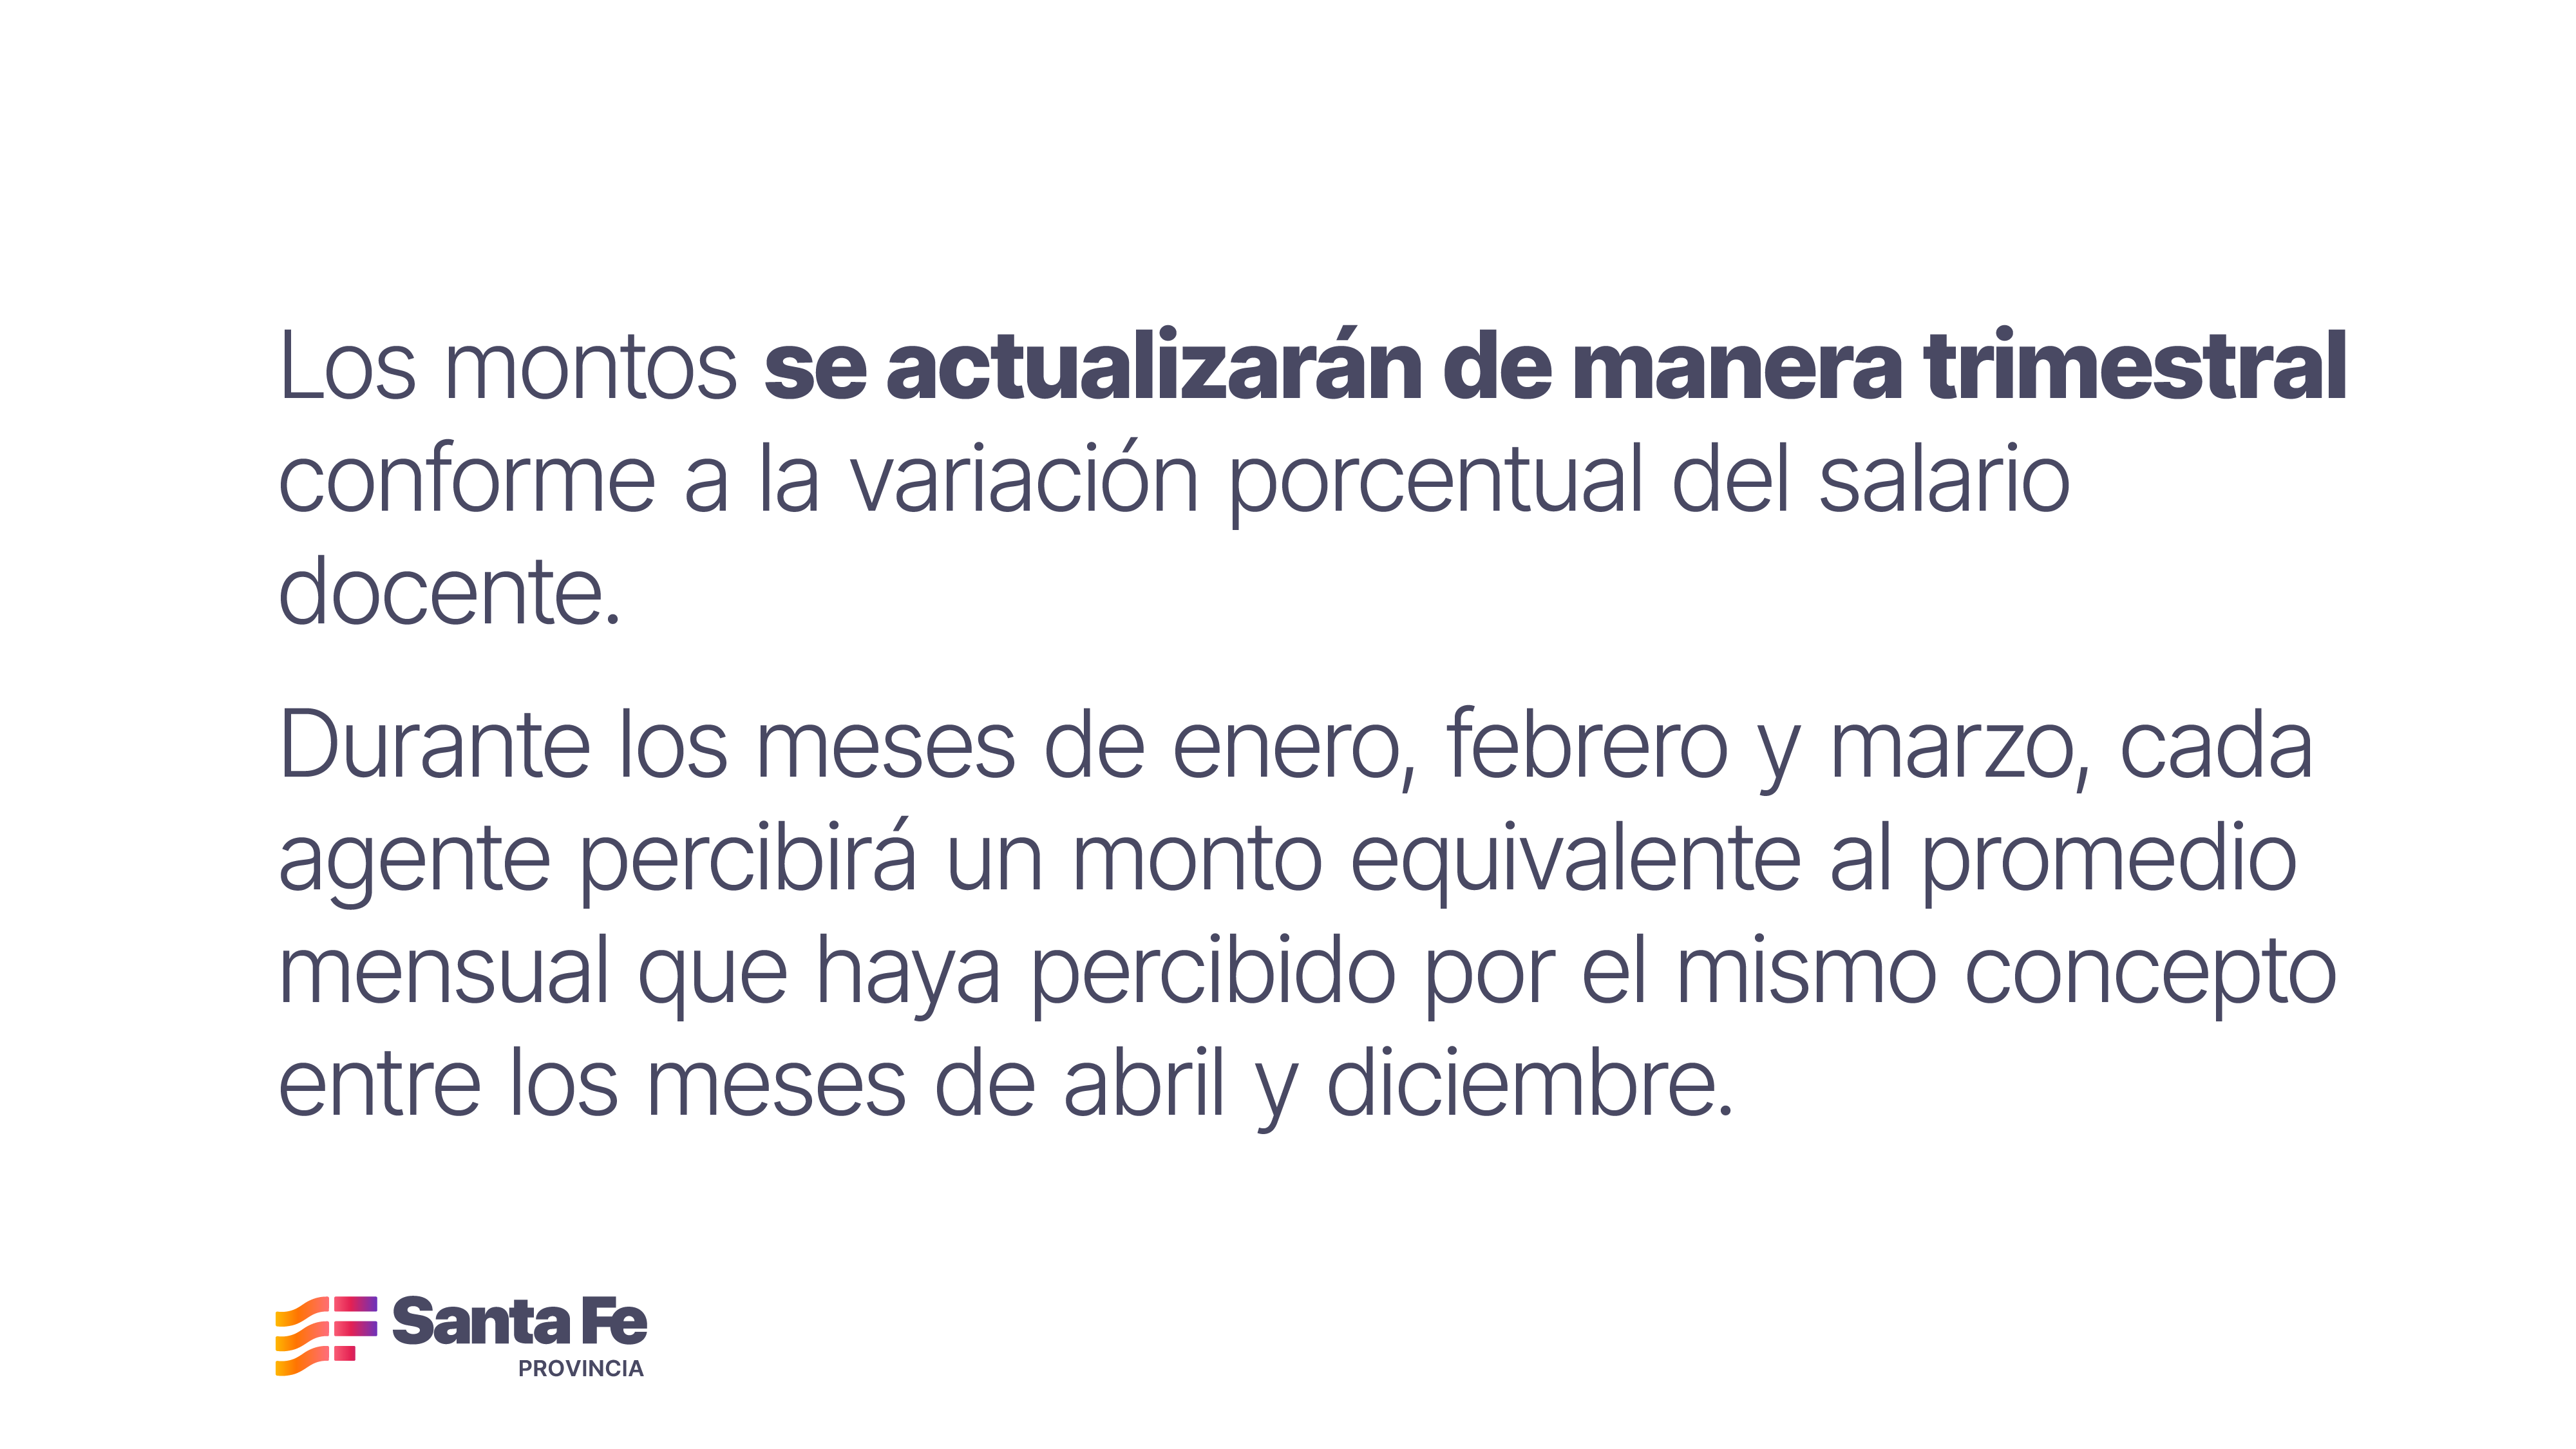 Los montos se actualizarán de manera trimestral
conforme a la variación porcentual del salario
docente.
Durante los meses de enero, febrero y marzo, cada
agente percibirá un monto equivalente al promedio
mensual que haya percibido por el mismo concepto
entre los meses de abril y diciembre.
Santa Fe
PROVINCIA